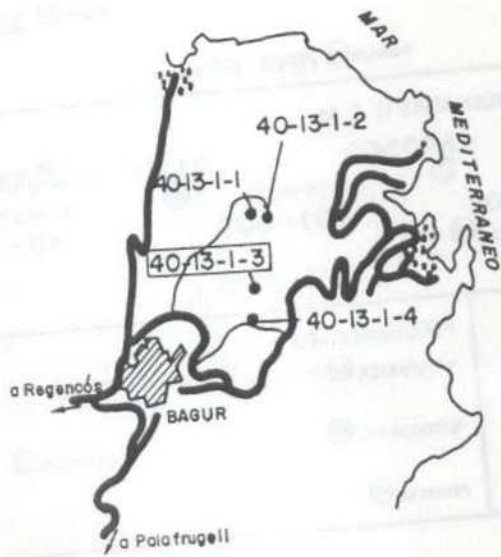 MAR
MEDITERRANEO
40-13-1-2
40-13-1-1
40-13-1-3
40-13-1-4
a Regencós
BAGUR
a Palafrugell